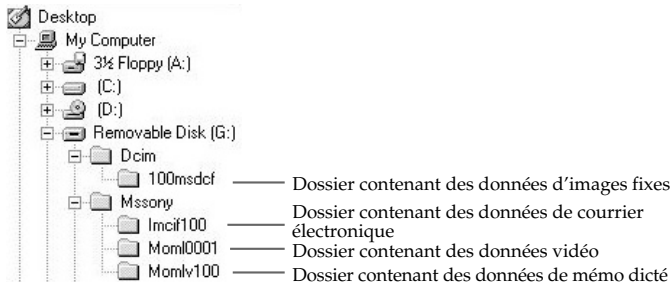 Desktop
My Computer
3½ Floppy (A:)
(C:)
(D:)
Removable Disk (G:)
Dcim
100msdcf Dossier contenant des données d'images fixes
Mssony
Imcif100 Dossier contenant des données de courrier
électronique
Moml0001 Dossier contenant des données vidéo
Momlv100 Dossier contenant des données de mémo dicté